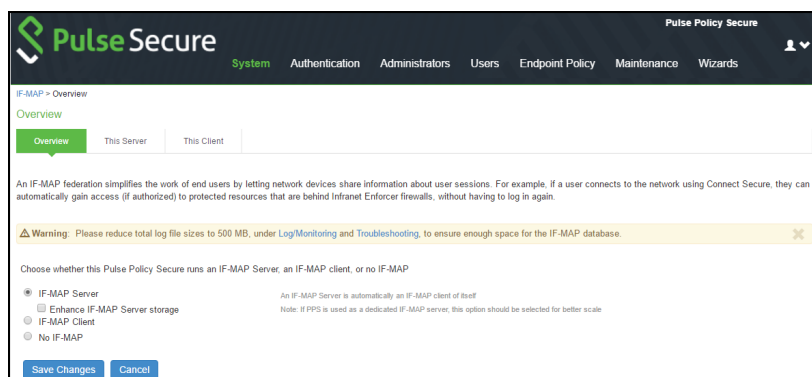 Pulse Policy Secure
Pulse Secure
System Authentication Administrators Users Endpoint Policy Maintenance Wizards
IF-MAP > Overview
Overview
Overview This Server This Client
An IF-MAP federation simplifies the work of end users by letting network devices share information about user sessions. For example, if a user connects to the network using Connect Secure, they can
automatically gain access (if authorized) to protected resources that are behind Infranet Enforcer firewalls, without having to log in again.
Warning: Please reduce total log file sizes to 500 MB, under Log/Monitoring and Troubleshooting, to ensure enough space for the IF-MAP database.
Choose whether this Pulse Policy Secure runs an IF-MAP Server, an IF-MAP client, or no IF-MAP
IF-MAP Server An IF-MAP Server is automatically an IF-MAP client of itself
Enhance IF-MAP Server storage Note: If PPS is used as a dedicated IF-MAP server, this option should be selected for better scale
IF-MAP Client
No IF-MAP
Save Changes Cancel